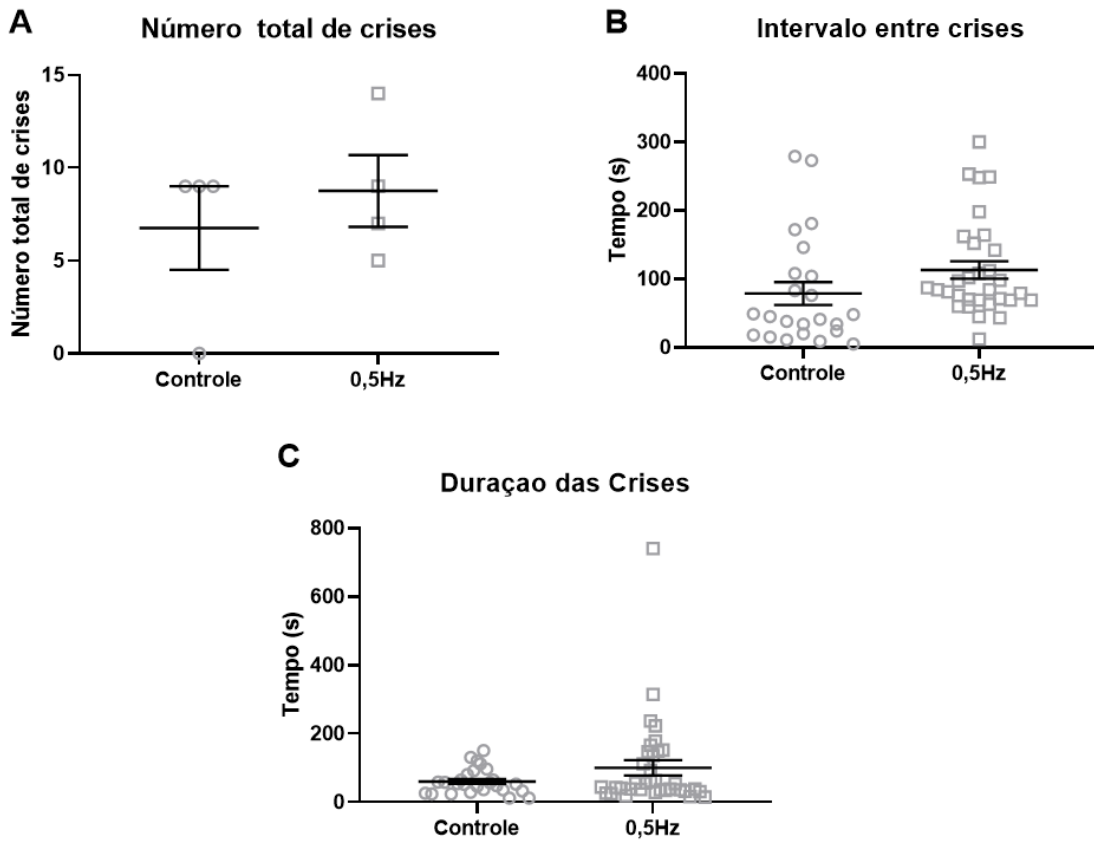 A
Número total de crises
Número total de crises
15
10
5
0
Controle
0,5Hz
B
Intervalo entre crises
Tempo (s)
400
300
200
100
0
Controle
0,5Hz
C
Duraçao das Crises
Tempo (s)
800
600
400
200
0
Controle
0,5Hz